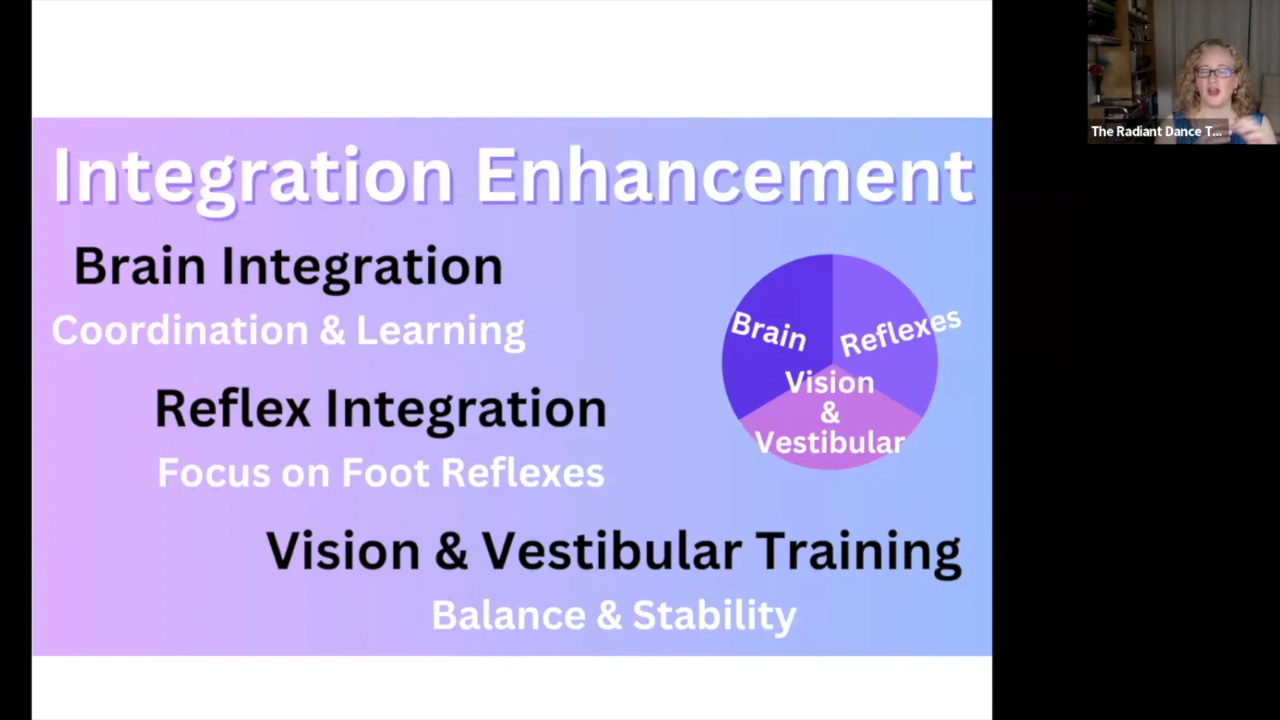 The Radiant Dance T...
Integration Enhancement
Brain Integration
Coordination & Learning
Reflex Integration
Focus on Foot Reflexes
Vision & Vestibular Training
Balance & Stability
Brain
Reflexes
Vision
&
Vestibular